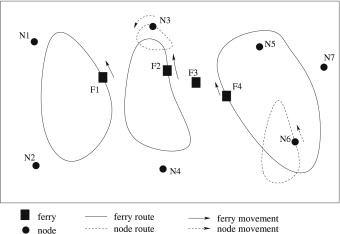 N1
N2
F1
N3
F2
F3
N4
F4
N5
N7
N6
ferry ferry route ferry movement
node node route node movement